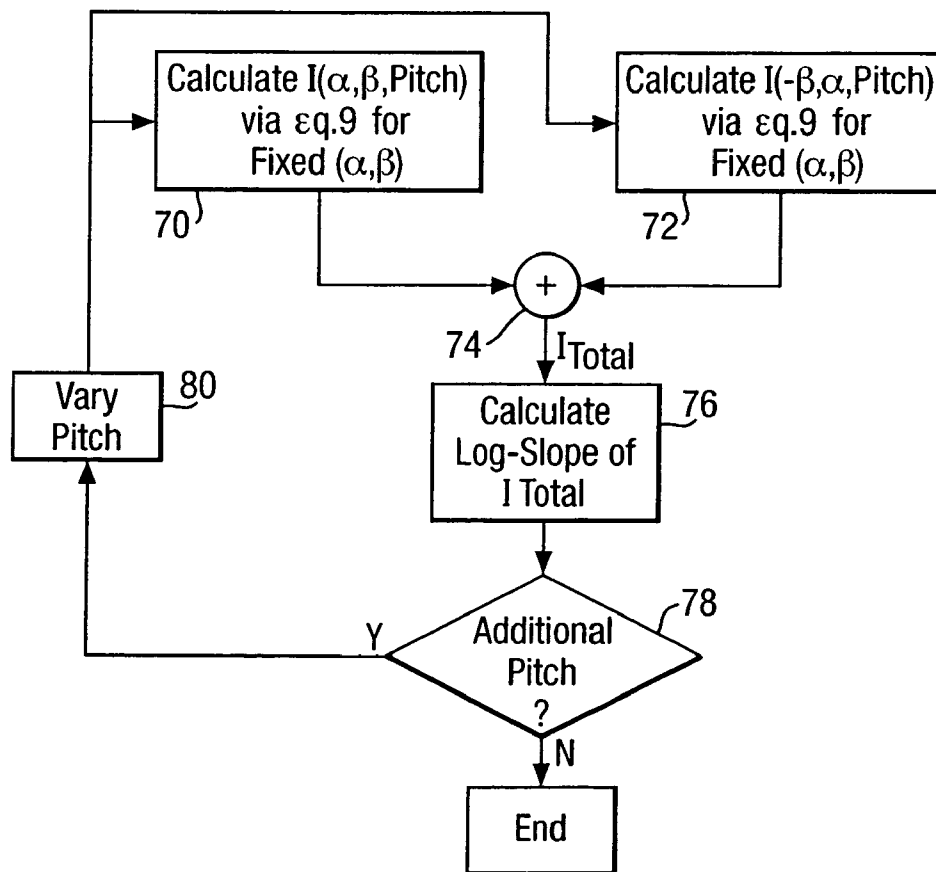 Calculate I(α,β,Pitch)
via εq.9 for
Fixed (α,β)
70
Calculate I(-β,α,Pitch)
via εq.9 for
Fixed (α,β)
72
+
74
I Total
Vary
Pitch
80
Calculate
Log-Slope of
I Total
76
Additional
Pitch
?
78
Y
N
End